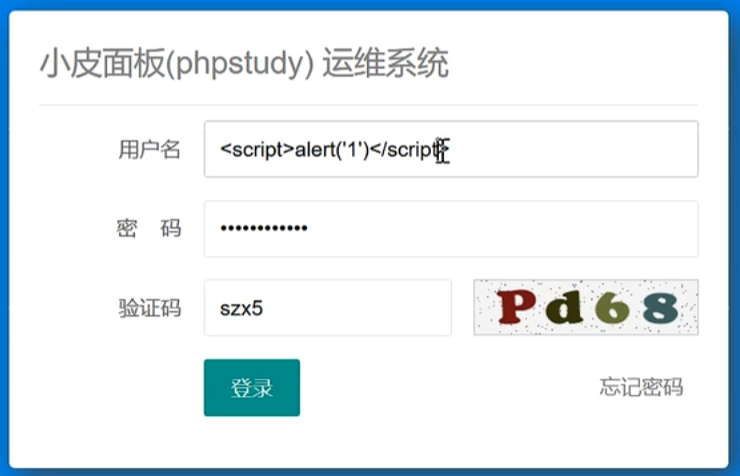 小皮面板(phpstudy) 运维系统
用户名 <script>alert('1')</script>
密 码 ••••••••••••
验证码 szx5 Pd68
登录 忘记密码